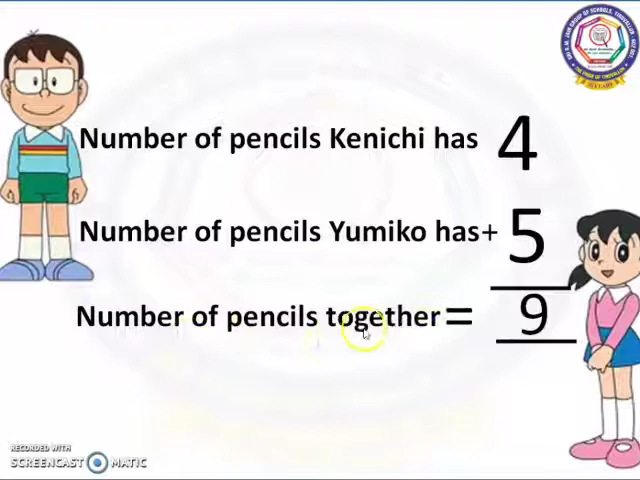 Number of pencils Kenichi has 4
Number of pencils Yumiko has+ 5
Number of pencils together = 9
RECORDED WITH
SCREENCAST MATIC